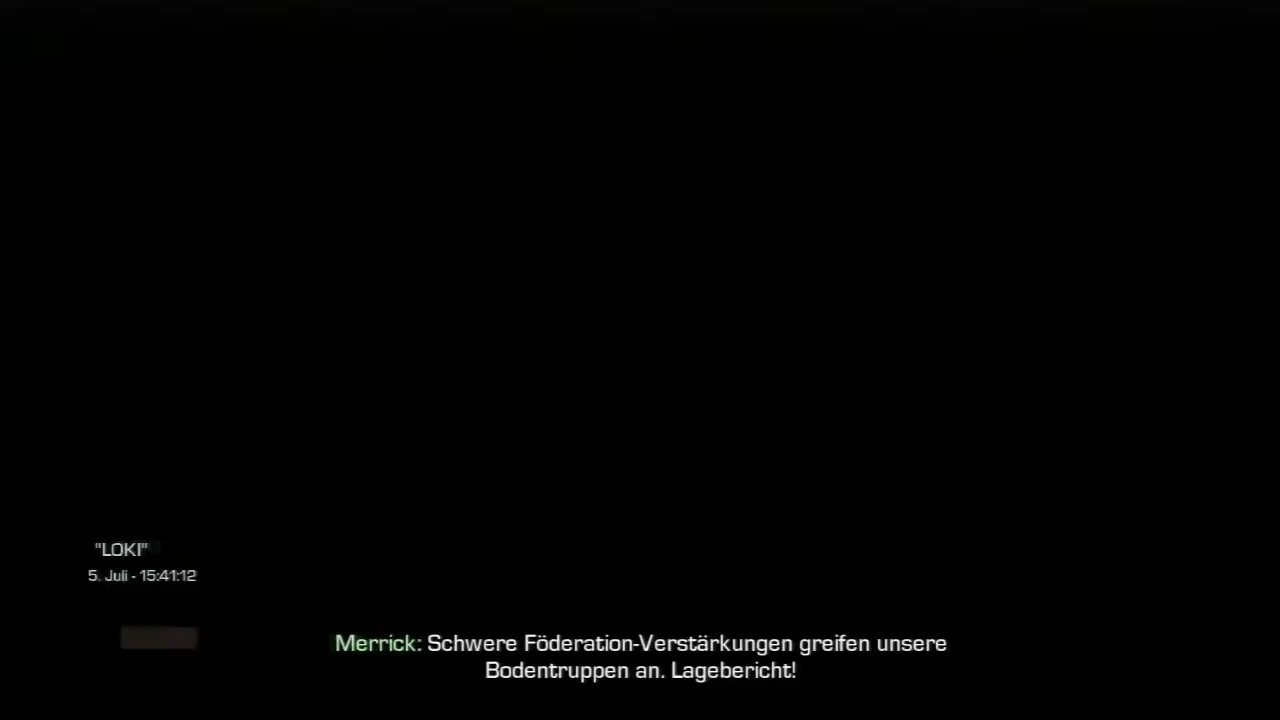 "LOKI"
5. Juli - 15:41:12
Merrick: Schwere Föderation-Verstärkungen greifen unsere
Bodentruppen an. Lagebericht!